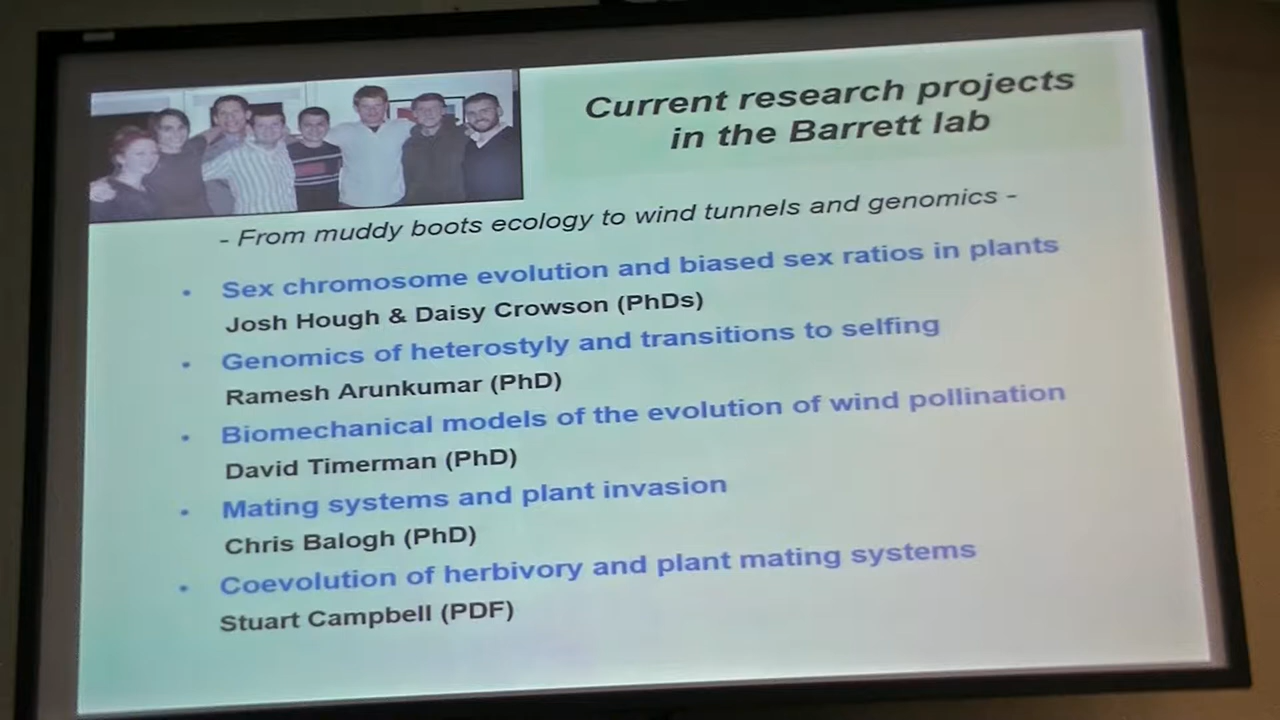 Current research projects
in the Barrett lab
- From muddy boots ecology to wind tunnels and genomics -
• Sex chromosome evolution and biased sex ratios in plants
Josh Hough & Daisy Crowson (PhDs)
• Genomics of heterostyly and transitions to selfing
Ramesh Arunkumar (PhD)
• Biomechanical models of the evolution of wind pollination
David Timerman (PhD)
• Mating systems and plant invasion
Chris Balogh (PhD)
• Coevolution of herbivory and plant mating systems
Stuart Campbell (PDF)